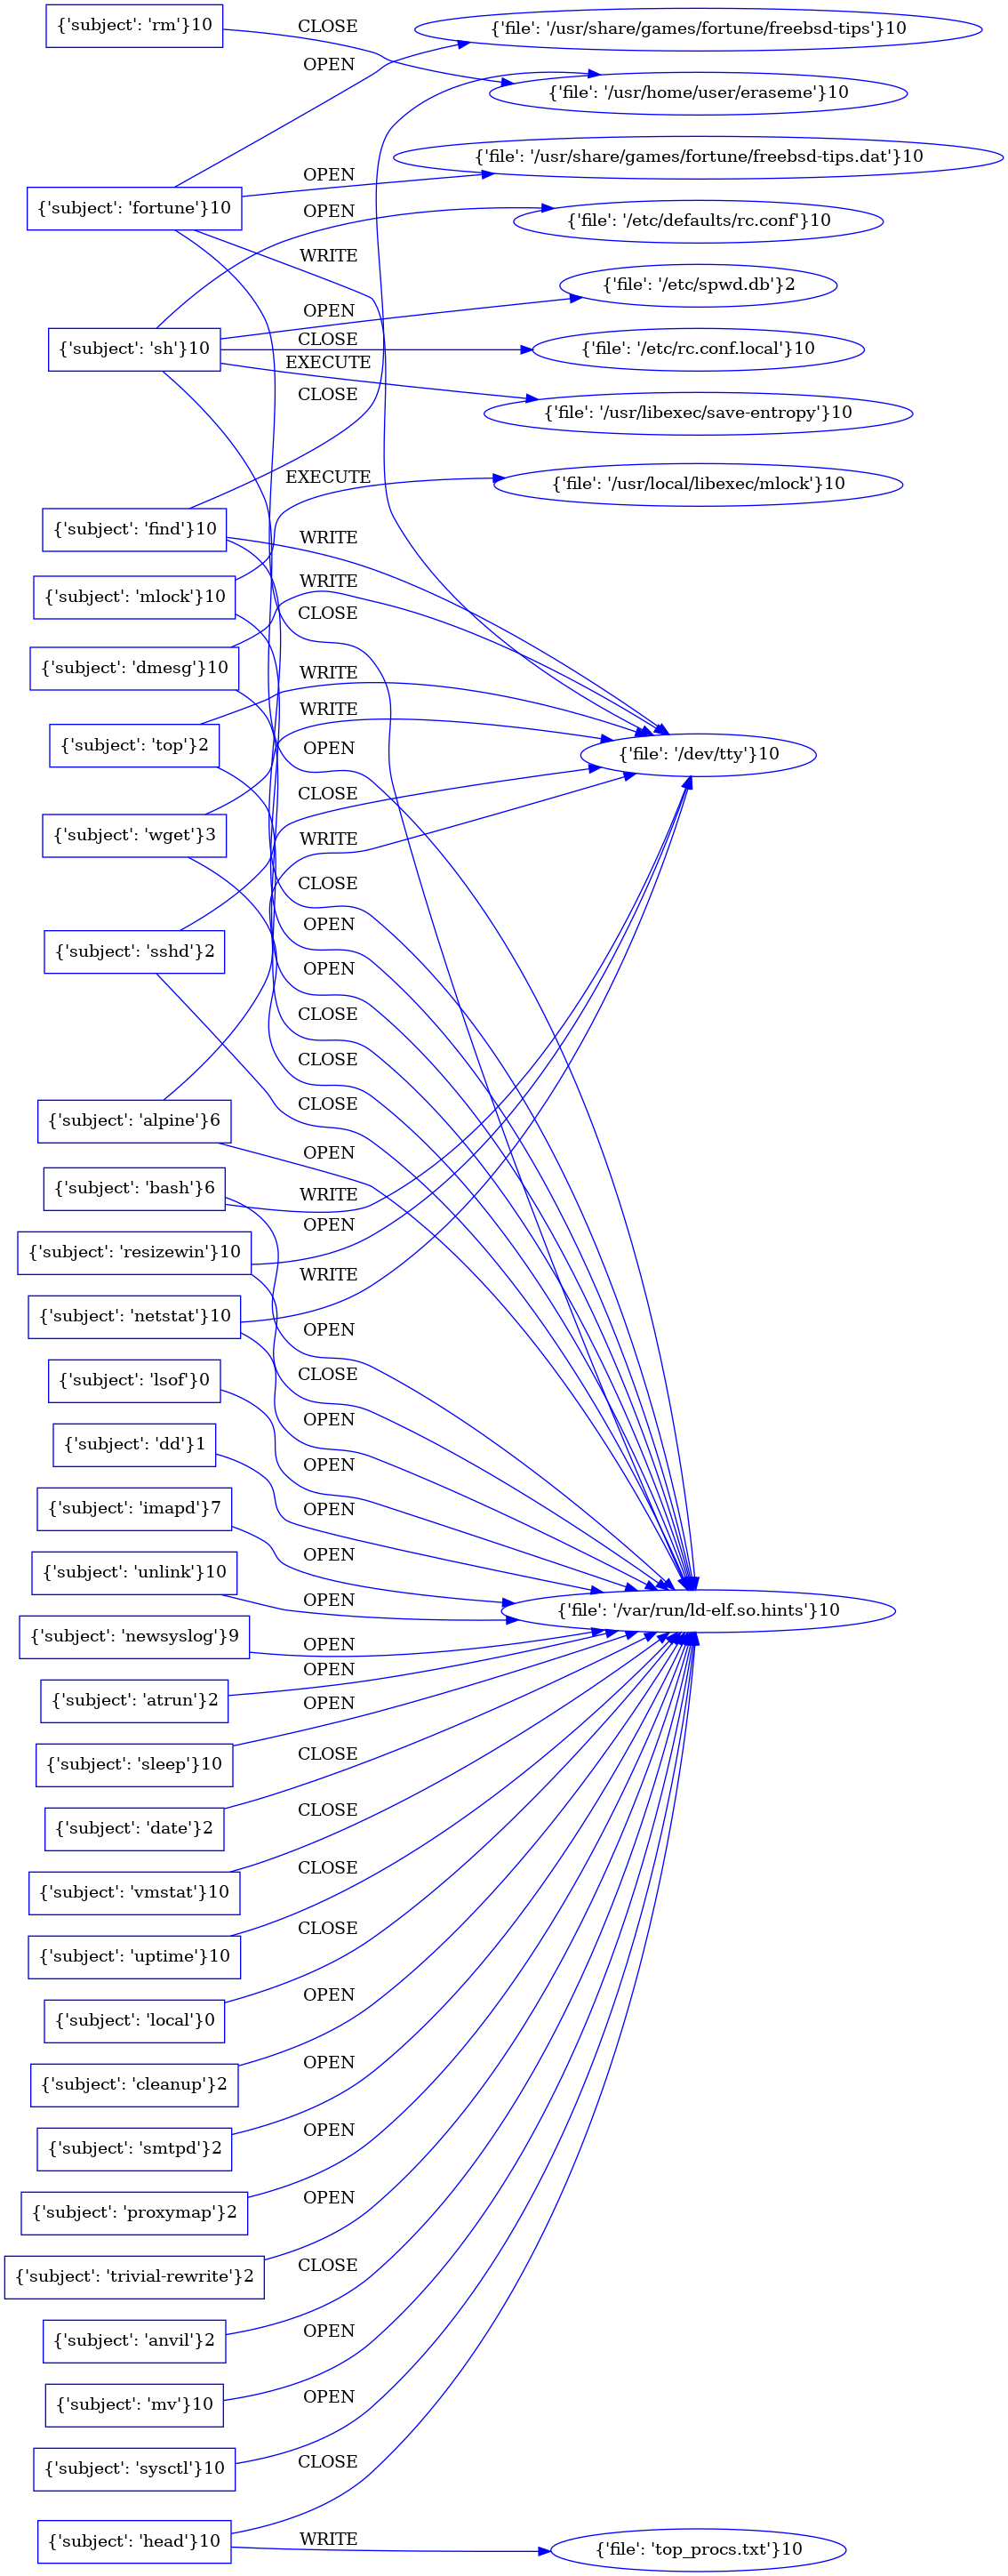 {'subject': 'rm'}10
CLOSE
{'file': '/usr/share/games/fortune/freebsd-tips'}10
OPEN
{'file': '/usr/home/user/eraseme'}10
{'file': '/usr/share/games/fortune/freebsd-tips.dat'}10
OPEN
{'subject': 'fortune'}10
OPEN
{'file': '/etc/defaults/rc.conf'}10
WRITE
{'file': '/etc/spwd.db'}2
OPEN
CLOSE
{'subject': 'sh'}10
{'file': '/etc/rc.conf.local'}10
EXECUTE
CLOSE
{'file': '/usr/libexec/save-entropy'}10
EXECUTE
{'file': '/usr/local/libexec/mlock'}10
{'subject': 'find'}10
WRITE
WRITE
{'subject': 'mlock'}10
CLOSE
{'subject': 'dmesg'}10
WRITE
WRITE
{'subject': 'top'}2
OPEN
{'file': '/dev/tty'}10
CLOSE
{'subject': 'wget'}3
WRITE
CLOSE
OPEN
{'subject': 'sshd'}2
OPEN
CLOSE
CLOSE
CLOSE
{'subject': 'alpine'}6
OPEN
{'subject': 'bash'}6
WRITE
OPEN
{'subject': 'resizewin'}10
WRITE
{'subject': 'netstat'}10
OPEN
CLOSE
{'subject': 'lsof'}0
OPEN
{'subject': 'dd'}1
OPEN
{'subject': 'imapd'}7
OPEN
OPEN
{'subject': 'unlink'}10
OPEN
{'file': '/var/run/ld-elf.so.hints'}10
{'subject': 'newsyslog'}9
OPEN
OPEN
{'subject': 'atrun'}2
OPEN
CLOSE
{'subject': 'sleep'}10
CLOSE
{'subject': 'date'}2
CLOSE
{'subject': 'vmstat'}10
CLOSE
{'subject': 'uptime'}10
OPEN
{'subject': 'local'}0
OPEN
{'subject': 'cleanup'}2
OPEN
{'subject': 'smtpd'}2
OPEN
{'subject': 'proxymap'}2
CLOSE
{'subject': 'trivial-rewrite'}2
OPEN
{'subject': 'anvil'}2
OPEN
{'subject': 'mv'}10
CLOSE
{'subject': 'sysctl'}10
WRITE
{'subject': 'head'}10
{'file': 'top_procs.txt'}10